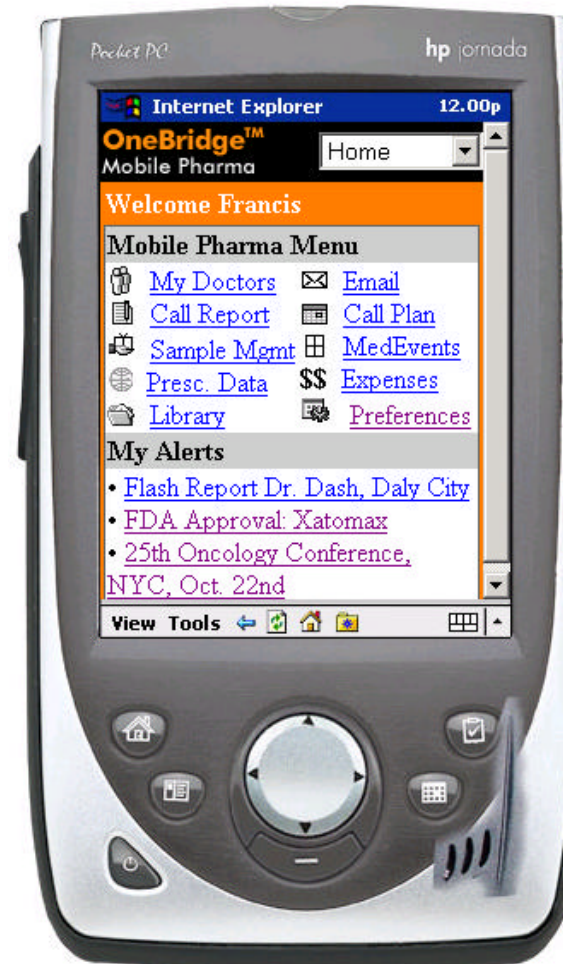 Pocket PC hp jornada
Internet Explorer 12.00p
OneBridge™
Mobile Pharma
Home
Welcome Francis
Mobile Pharma Menu
My Doctors Email
Call Report Call Plan
Sample Mgmt MedEvents
Presc. Data $$ Expenses
Library Preferences
My Alerts
• Flash Report Dr. Dash, Daly City
• FDA Approval: Xatomax
• 25th Oncology Conference,
NYC, Oct. 22nd
View Tools